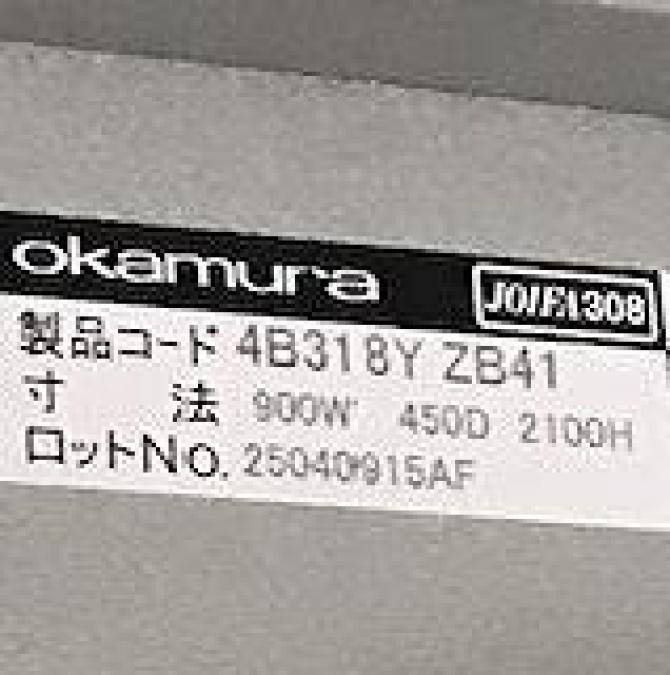 okamura JOIFA308
製品コード 4B318Y ZB41
寸 法 900W 450D 2100H
ロットNo. 25040915AF